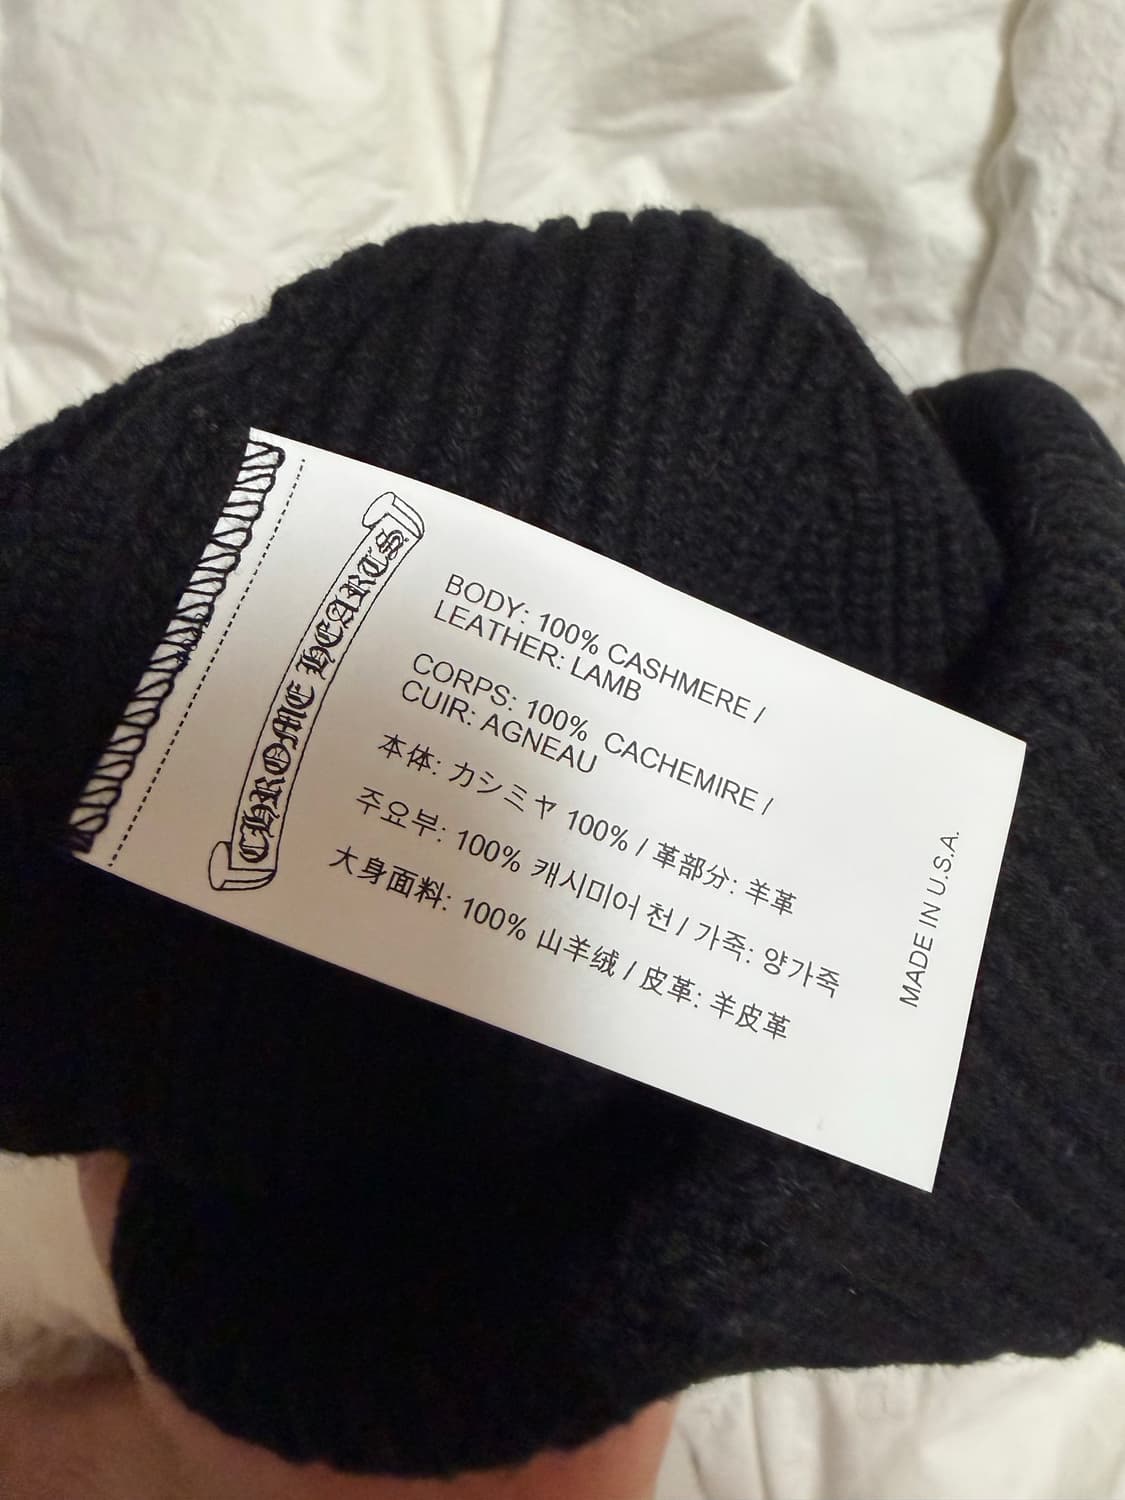 CHROME HEARTS
BODY: 100% CASHMERE /
LEATHER: LAMB
CORPS: 100% CACHEMIRE /
CUIR: AGNEAU
本体: カシミヤ 100% / 革部分: 羊革
주요부: 100% 캐시미어 천 / 가죽: 양가죽
大身面料: 100% 山羊绒 / 皮革: 羊皮革
MADE IN U.S.A.